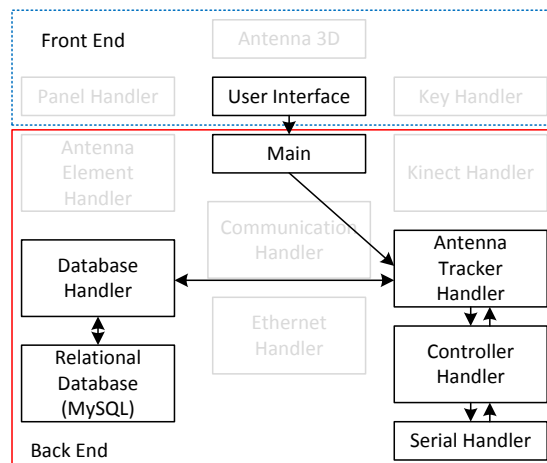 Front End
Antenna 3D
Panel Handler
User Interface
Key Handler
Antenna
Element
Handler
Main
Kinect Handler
Communication
Handler
Database
Handler
Antenna
Tracker
Handler
Ethernet
Handler
Relational
Database
(MySQL)
Controller
Handler
Serial Handler
Back End